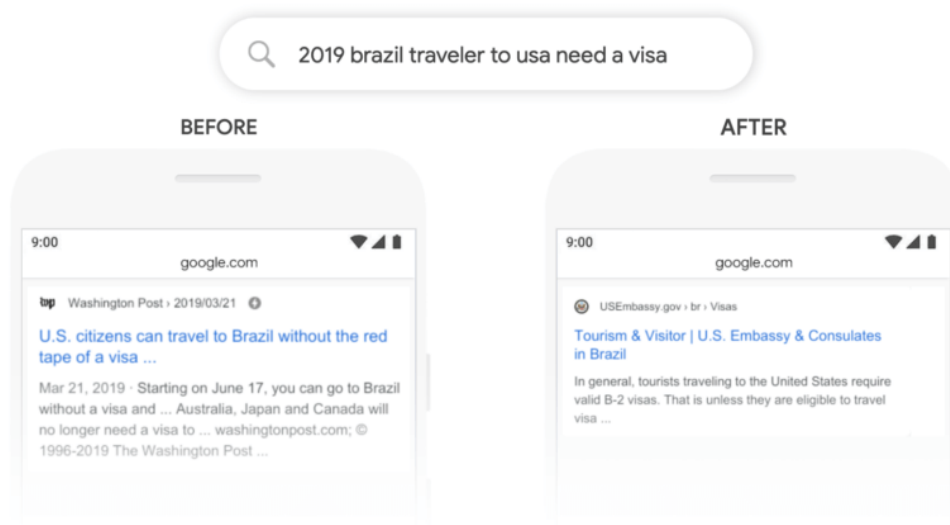 2019 brazil traveler to usa need a visa
BEFORE
9:00
google.com
Washington Post › 2019/03/21
U.S. citizens can travel to Brazil without the red
tape of a visa ...
Mar 21, 2019 · Starting on June 17, you can go to Brazil
without a visa and ... Australia, Japan and Canada will
no longer need a visa to ... washingtonpost.com; ©
1996-2019 The Washington Post ...
AFTER
9:00
google.com
USEmbassy.gov › br › Visas
Tourism & Visitor | U.S. Embassy & Consulates
in Brazil
In general, tourists traveling to the United States require
valid B-2 visas. That is unless they are eligible to travel
visa ...